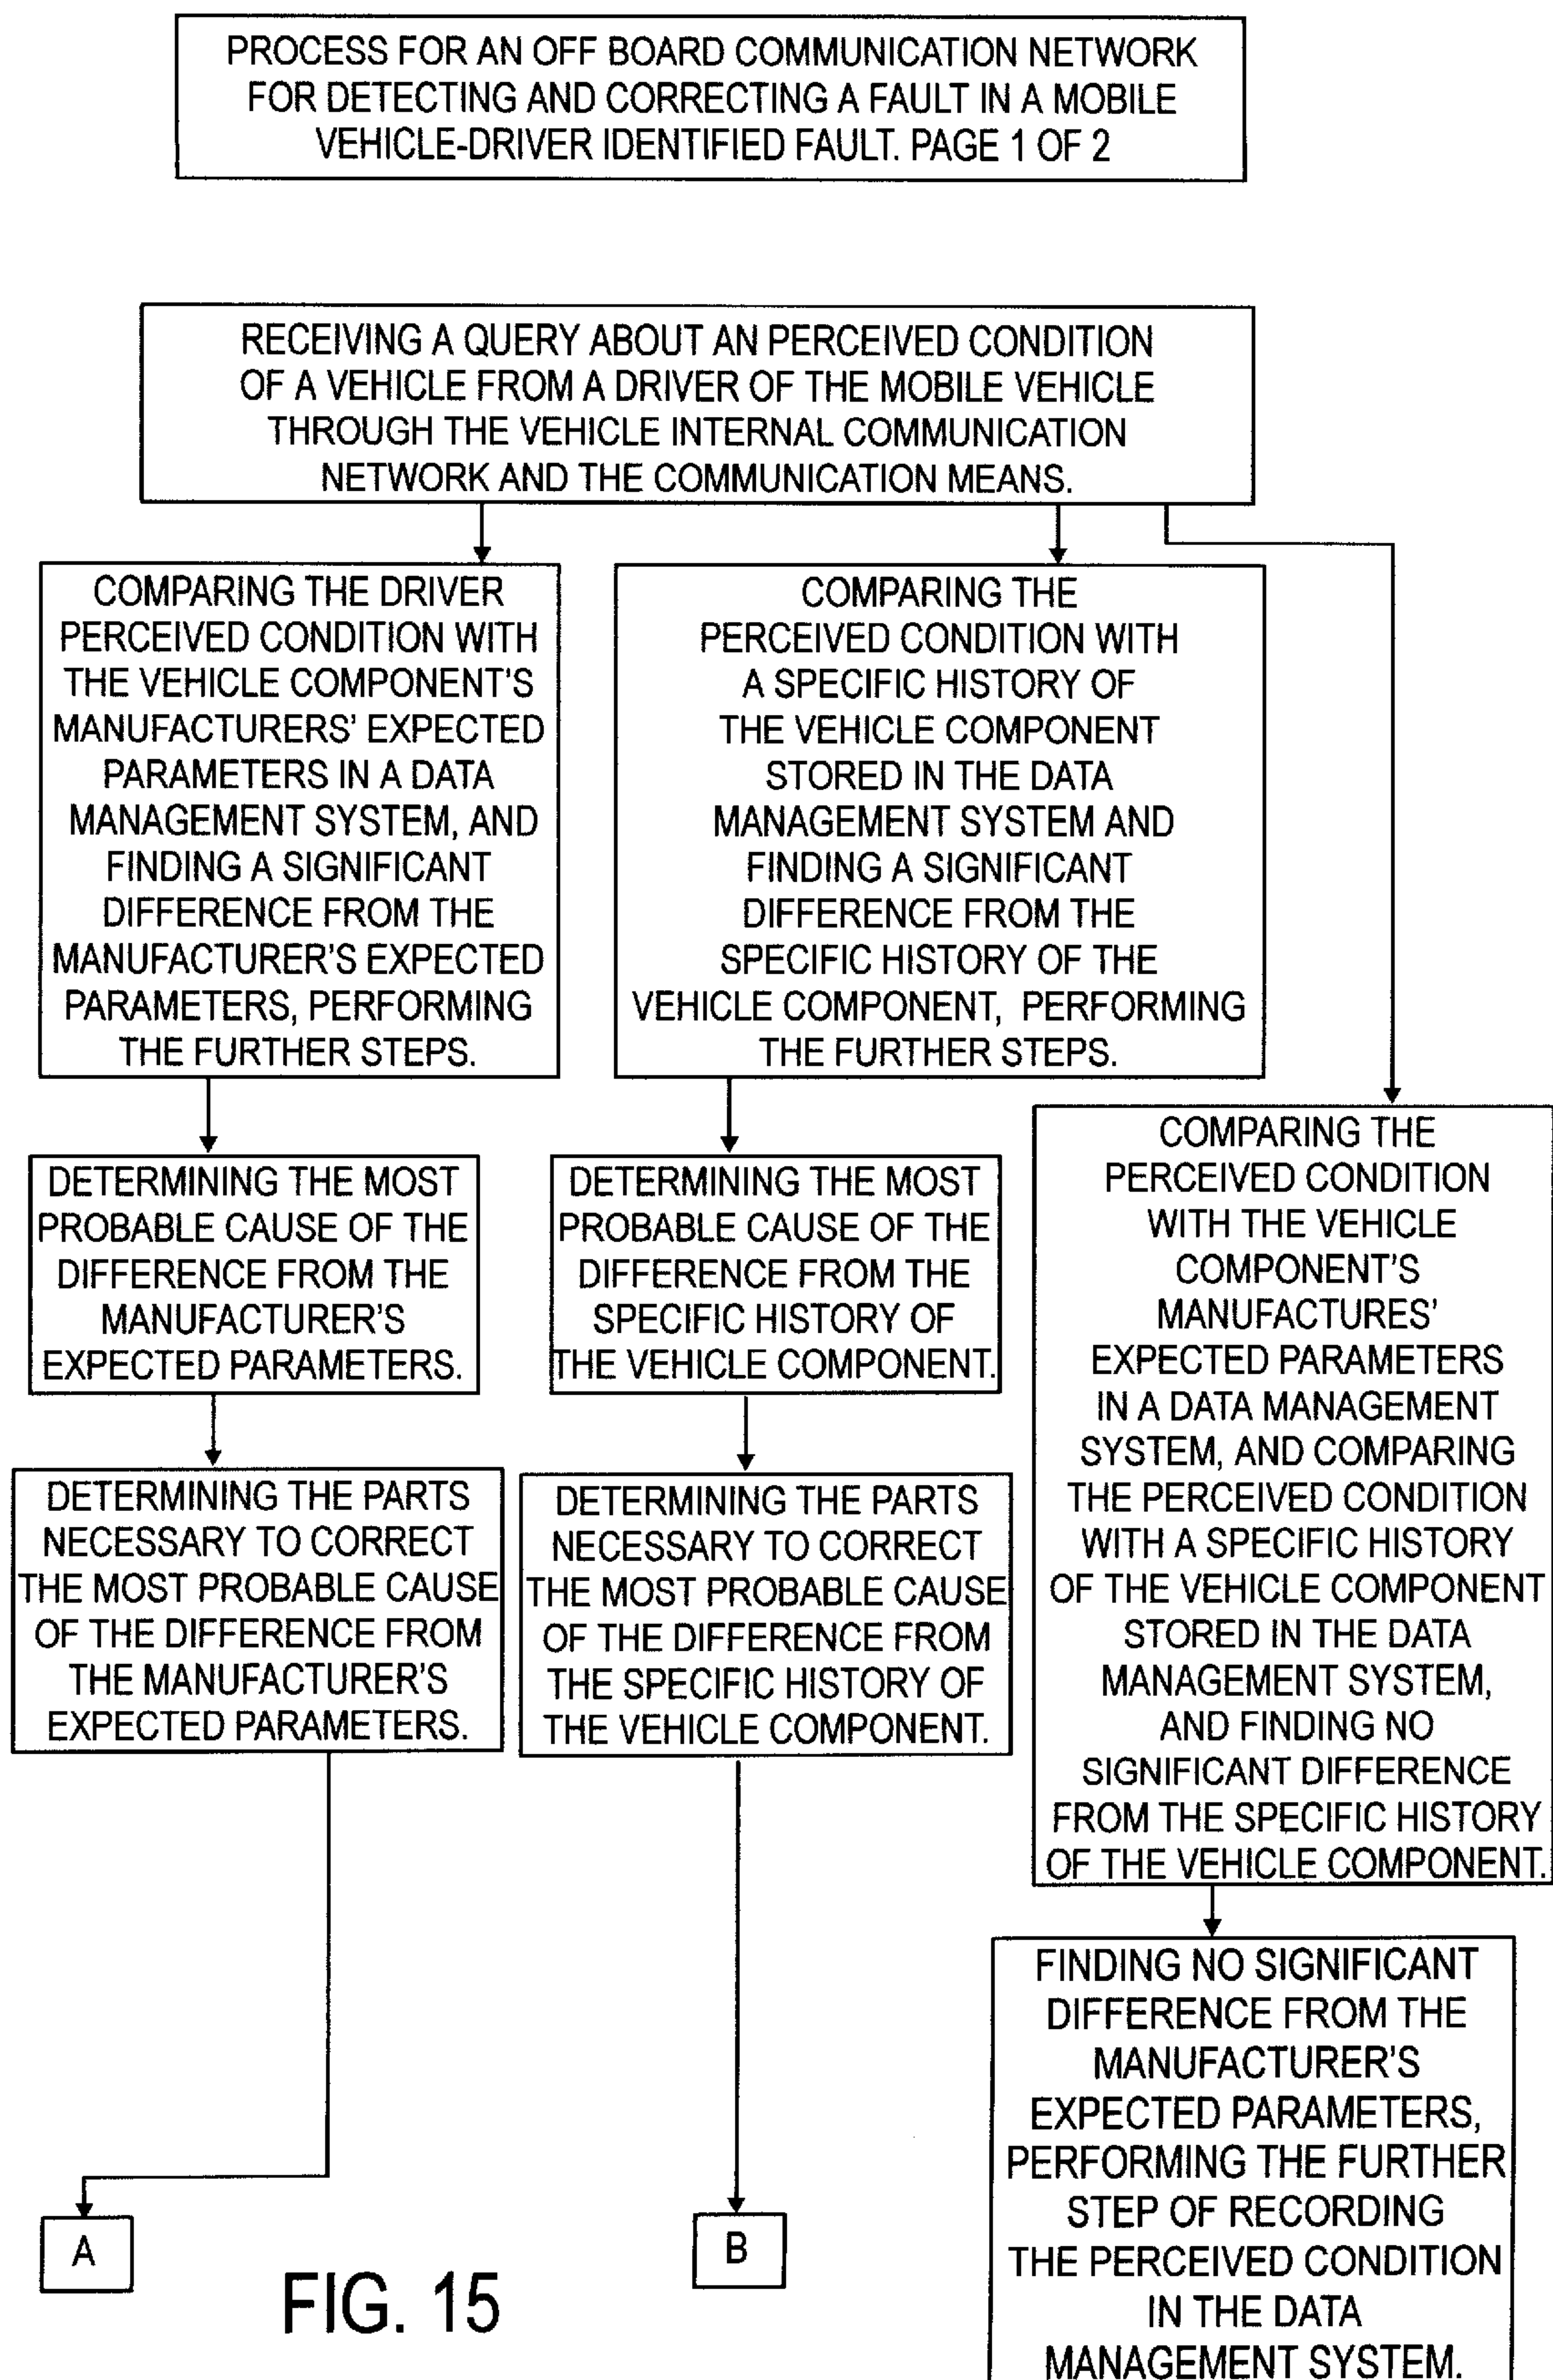 PROCESS FOR AN OFF BOARD COMMUNICATION NETWORK
FOR DETECTING AND CORRECTING A FAULT IN A MOBILE
VEHICLE-DRIVER IDENTIFIED FAULT. PAGE 1 OF 2
RECEIVING A QUERY ABOUT AN PERCEIVED CONDITION
OF A VEHICLE FROM A DRIVER OF THE MOBILE VEHICLE
THROUGH THE VEHICLE INTERNAL COMMUNICATION
NETWORK AND THE COMMUNICATION MEANS.
COMPARING THE DRIVER
PERCEIVED CONDITION WITH
THE VEHICLE COMPONENT'S
MANUFACTURERS' EXPECTED
PARAMETERS IN A DATA
MANAGEMENT SYSTEM, AND
FINDING A SIGNIFICANT
DIFFERENCE FROM THE
MANUFACTURER'S EXPECTED
PARAMETERS, PERFORMING
THE FURTHER STEPS.
COMPARING THE
PERCEIVED CONDITION WITH
A SPECIFIC HISTORY OF
THE VEHICLE COMPONENT
STORED IN THE DATA
MANAGEMENT SYSTEM AND
FINDING A SIGNIFICANT
DIFFERENCE FROM THE
SPECIFIC HISTORY OF THE
VEHICLE COMPONENT, PERFORMING
THE FURTHER STEPS.
DETERMINING THE MOST
PROBABLE CAUSE OF THE
DIFFERENCE FROM THE
MANUFACTURER'S
EXPECTED PARAMETERS.
DETERMINING THE MOST
PROBABLE CAUSE OF THE
DIFFERENCE FROM THE
SPECIFIC HISTORY OF
THE VEHICLE COMPONENT.
COMPARING THE
PERCEIVED CONDITION
WITH THE VEHICLE
COMPONENT'S
MANUFACTURES'
EXPECTED PARAMETERS
IN A DATA MANAGEMENT
SYSTEM, AND COMPARING
THE PERCEIVED CONDITION
WITH A SPECIFIC HISTORY
OF THE VEHICLE COMPONENT
STORED IN THE DATA
MANAGEMENT SYSTEM,
AND FINDING NO
SIGNIFICANT DIFFERENCE
FROM THE SPECIFIC HISTORY
OF THE VEHICLE COMPONENT.
DETERMINING THE PARTS
NECESSARY TO CORRECT
THE MOST PROBABLE CAUSE
OF THE DIFFERENCE FROM
THE MANUFACTURER'S
EXPECTED PARAMETERS.
DETERMINING THE PARTS
NECESSARY TO CORRECT
THE MOST PROBABLE CAUSE
OF THE DIFFERENCE FROM
THE SPECIFIC HISTORY OF
THE VEHICLE COMPONENT.
FINDING NO SIGNIFICANT
DIFFERENCE FROM THE
MANUFACTURER'S
EXPECTED PARAMETERS,
PERFORMING THE FURTHER
STEP OF RECORDING
THE PERCEIVED CONDITION
IN THE DATA
MANAGEMENT SYSTEM.
A
B
FIG. 15